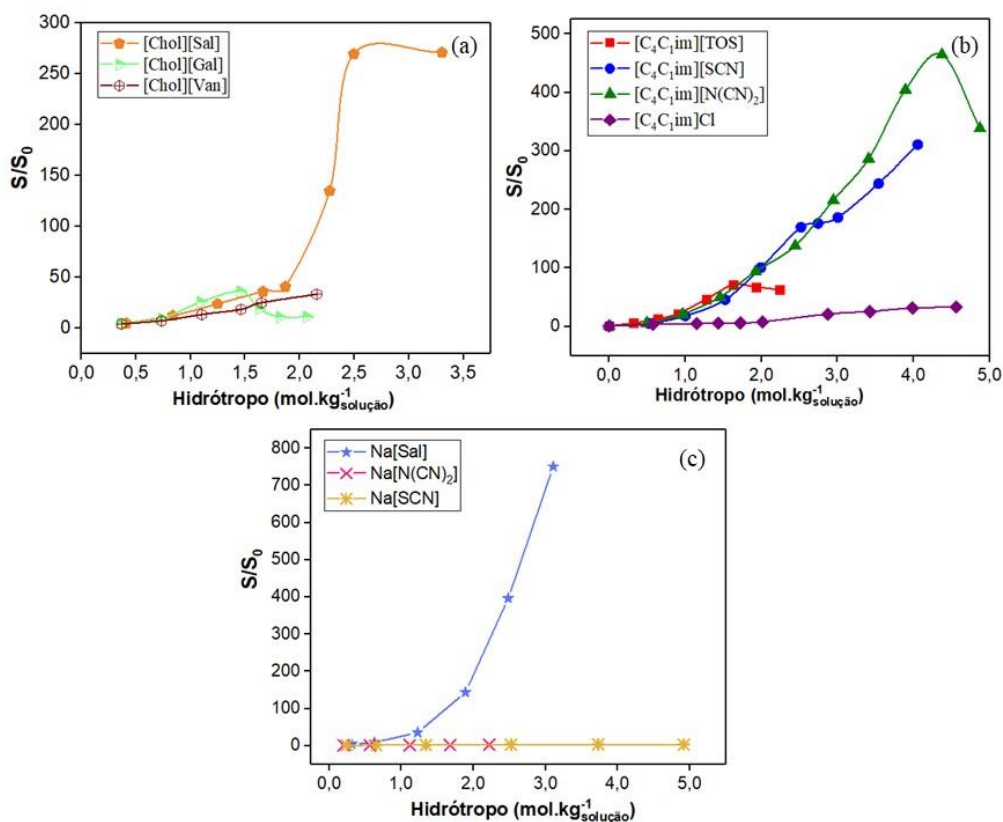 300
250
200
150
100
50
0
S/S₀
[Chol][Sal]
[Chol][Gal]
[Chol][Van]
(a)
0,0 0,5 1,0 1,5 2,0 2,5 3,0 3,5
Hidrótropo (mol.kg⁻¹solução)
500
400
300
200
100
0
S/S₀
[C₄C₁im][TOS]
[C₄C₁im][SCN]
[C₄C₁im][N(CN)₂]
[C₄C₁im]Cl
(b)
0,0 1,0 2,0 3,0 4,0 5,0
Hidrótropo (mol.kg⁻¹solução)
800
700
600
500
400
300
200
100
0
S/S₀
Na[Sal]
Na[N(CN)₂]
Na[SCN]
(c)
0,0 1,0 2,0 3,0 4,0 5,0
Hidrótropo (mol.kg⁻¹solução)